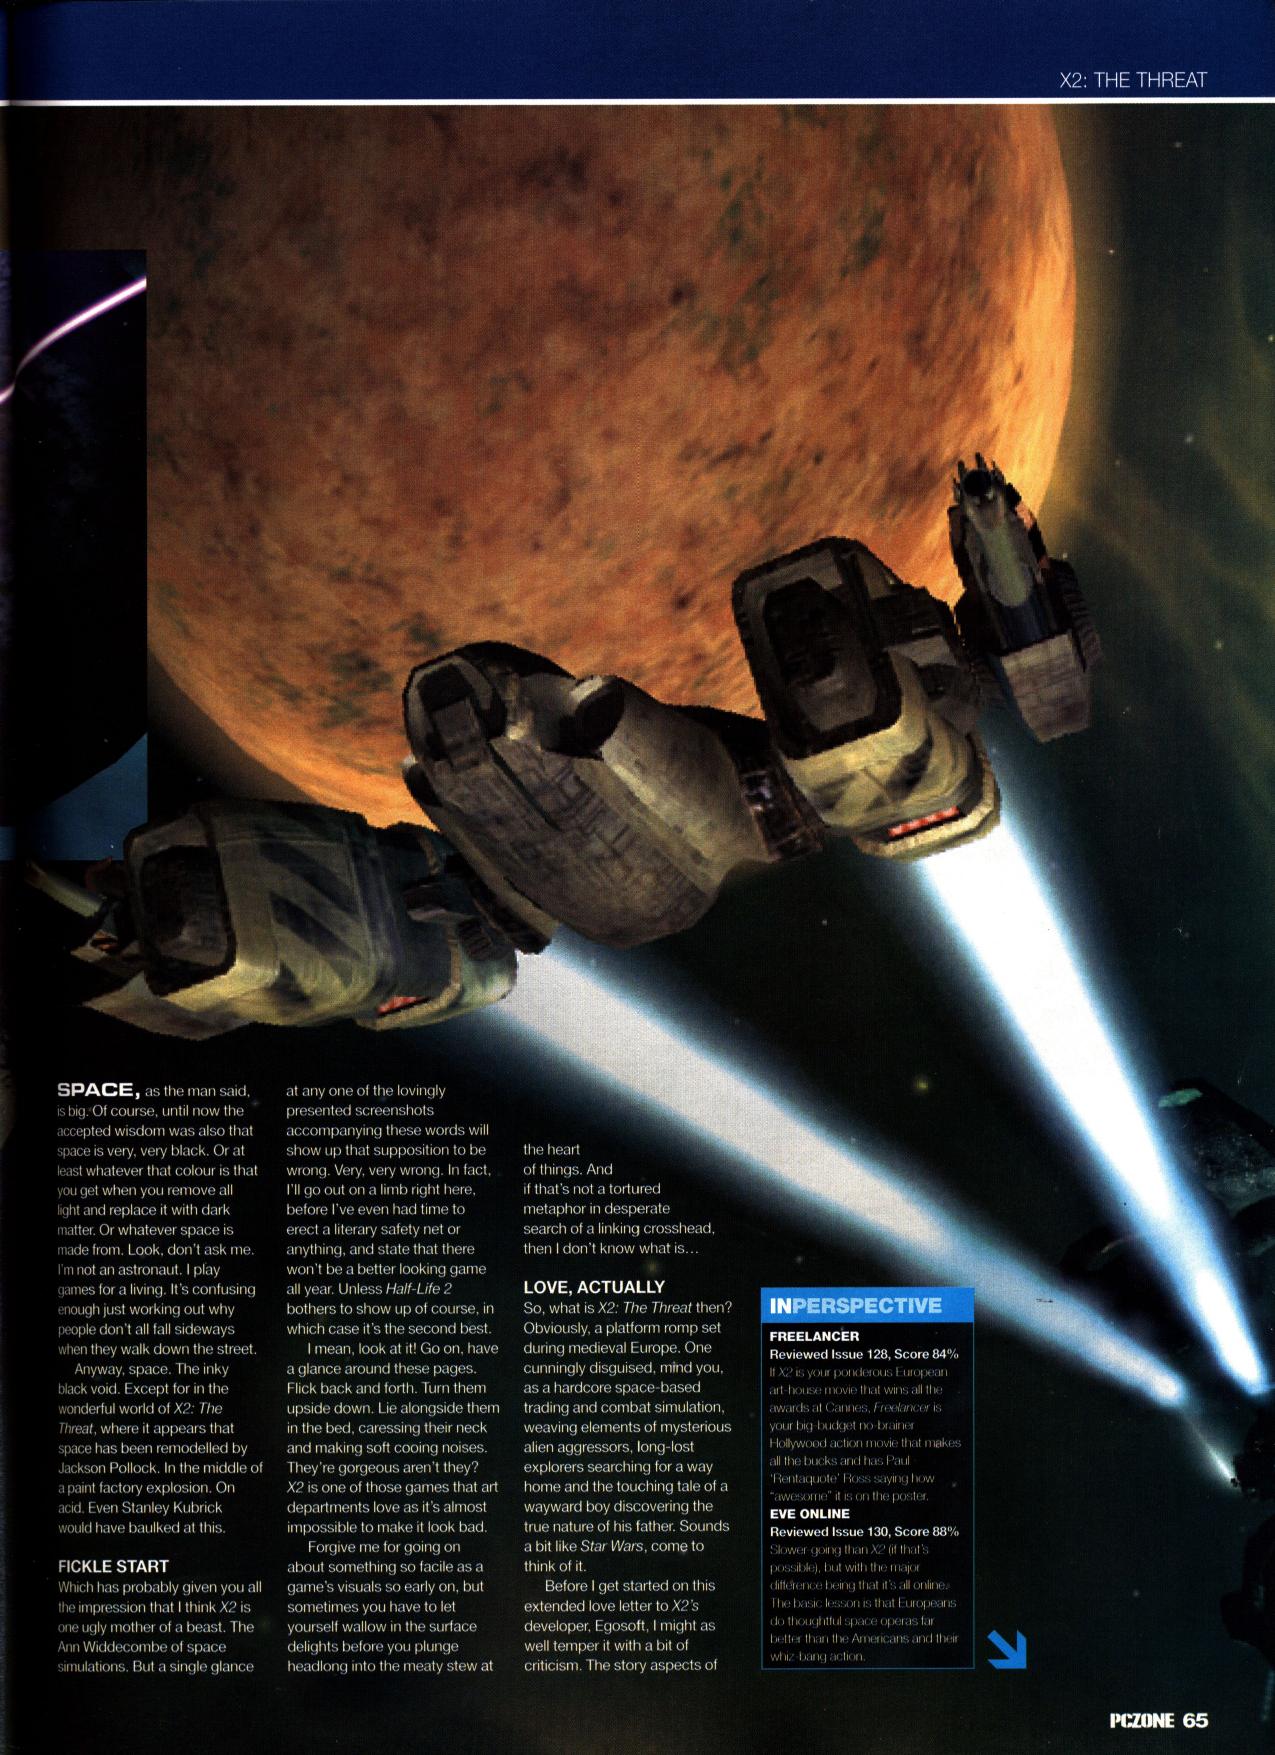 X2: THE THREAT
SPACE, as the man said,
is big. Of course, until now the
accepted wisdom was also that
space is very, very black. Or at
least whatever that colour is that
you get when you remove all
light and replace it with dark
matter. Or whatever space is
made from. Look, don't ask me.
I'm not an astronaut. I play
games for a living. It's confusing
enough just working out why
people don't all fall sideways
when they walk down the street.
Anyway, space. The inky
black void. Except for in the
wonderful world of X2: The
Threat, where it appears that
space has been remodelled by
Jackson Pollock. In the middle of
a paint factory explosion. On
acid. Even Stanley Kubrick
would have baulked at this.
FICKLE START
Which has probably given you all
the impression that I think X2 is
one ugly mother of a beast. The
Ann Widdecombe of space
simulations. But a single glance
at any one of the lovingly
presented screenshots
accompanying these words will
show up that supposition to be
wrong. Very, very wrong. In fact,
I'll go out on a limb right here,
before I've even had time to
erect a literary safety net or
anything, and state that there
won't be a better looking game
all year. Unless Half-Life 2
bothers to show up of course, in
which case it's the second best.
I mean, look at it! Go on, have
a glance around these pages.
Flick back and forth. Turn them
upside down. Lie alongside them
in the bed, caressing their neck
and making soft cooing noises.
They're gorgeous aren't they?
X2 is one of those games that art
departments love as it's almost
impossible to make it look bad.
Forgive me for going on
about something so facile as a
game's visuals so early on, but
sometimes you have to let
yourself wallow in the surface
delights before you plunge
headlong into the meaty stew at
the heart
of things. And
if that's not a tortured
metaphor in desperate
search of a linking crosshead,
then I don't know what is...
LOVE, ACTUALLY
So, what is X2: The Threat then?
Obviously, a platform romp set
during medieval Europe. One
cunningly disguised, mind you,
as a hardcore space-based
trading and combat simulation,
weaving elements of mysterious
alien aggressors, long-lost
explorers searching for a way
home and the touching tale of a
wayward boy discovering the
true nature of his father. Sounds
a bit like Star Wars, come to
think of it.
Before I get started on this
extended love letter to X2's
developer, Egosoft, I might as
well temper it with a bit of
criticism. The story aspects of
INPERSPECTIVE
FREELANCER
Reviewed Issue 128, Score 84%
If X2 is your ponderous European
art-house movie that wins all the
awards at Cannes, Freelancer is
your big-budget no-brainer
Hollywood action movie that makes
all the bucks and has Paul
'Rentaquote' Ross saying how
"awesome" it is on the poster.
EVE ONLINE
Reviewed Issue 130, Score 88%
Slower-going than X2 (if that's
possible), but with the major
difference being that it's all online.
The basic lesson is that Europeans
do thoughtful space operas far
better than the Americans and their
whiz-bang action.
PCZONE 65